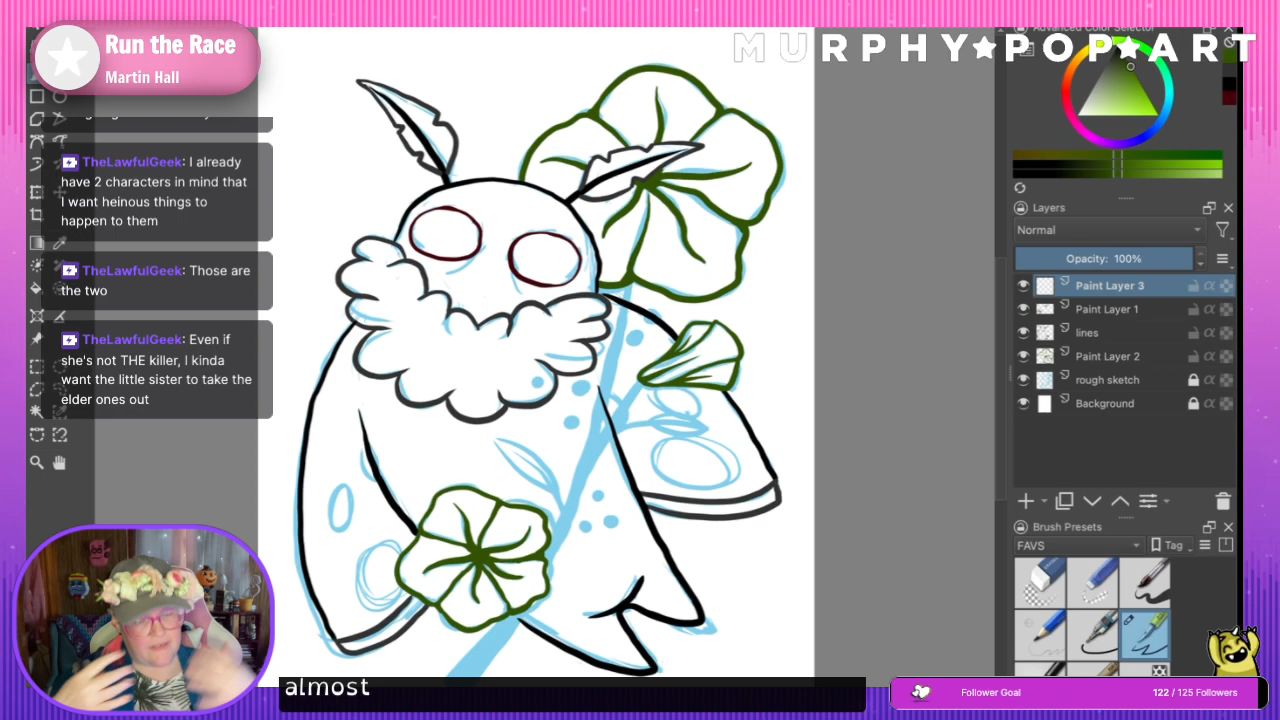 Run the Race
Martin Hall
MURPHY★POP★ART
TheLawfulGeek: I already
have 2 characters in mind that
I want heinous things to
happen to them
TheLawfulGeek: Those are
the two
TheLawfulGeek: Even if
she's not THE killer, I kinda
want the little sister to take the
elder ones out
Advanced Color Selector
Layers
Normal
Opacity: 100%
Paint Layer 3
Paint Layer 1
lines
Paint Layer 2
rough sketch
Background
Brush Presets
FAVS
Tag
almost
Follower Goal
122 / 125 Followers